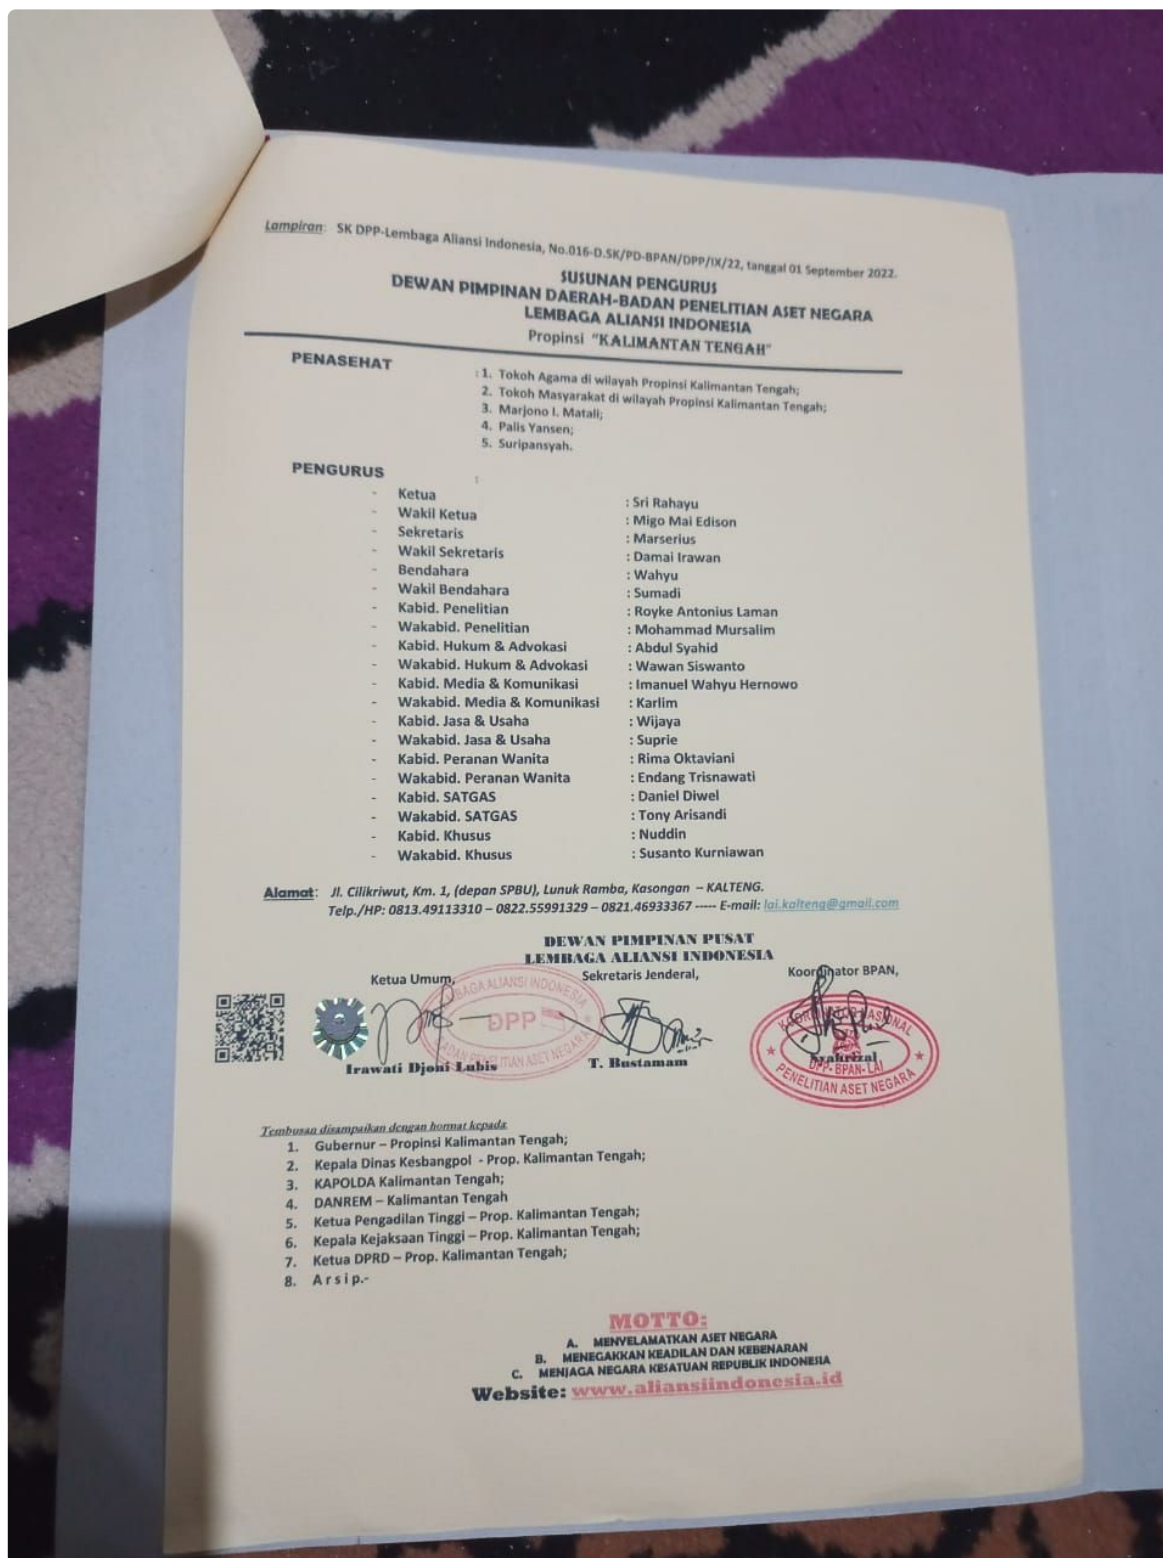 Lampiran: SK DPP-Lembaga Aliansi Indonesia, No.016-D.SK/PD-BPAN/DPP/IX/22, tanggal 01 September 2022.
SUSUNAN PENGURUS
DEWAN PIMPINAN DAERAH-BADAN PENELITIAN ASET NEGARA
LEMBAGA ALIANSI INDONESIA
Propinsi "KALIMANTAN TENGAH"
PENASEHAT : 1. Tokoh Agama di wilayah Propinsi Kalimantan Tengah;
2. Tokoh Masyarakat di wilayah Propinsi Kalimantan Tengah;
3. Marjono I. Matali;
4. Palis Yansen;
5. Suripansyah.
PENGURUS :
- Ketua : Sri Rahayu
- Wakil Ketua : Migo Mai Edison
- Sekretaris : Marserius
- Wakil Sekretaris : Damai Irawan
- Bendahara : Wahyu
- Wakil Bendahara : Sumadi
- Kabid. Penelitian : Royke Antonius Laman
- Wakabid. Penelitian : Mohammad Mursalim
- Kabid. Hukum & Advokasi : Abdul Syahid
- Wakabid. Hukum & Advokasi : Wawan Siswanto
- Kabid. Media & Komunikasi : Imanuel Wahyu Hernowo
- Wakabid. Media & Komunikasi : Karlim
- Kabid. Jasa & Usaha : Wijaya
- Wakabid. Jasa & Usaha : Suprie
- Kabid. Peranan Wanita : Rima Oktaviani
- Wakabid. Peranan Wanita : Endang Trisnawati
- Kabid. SATGAS : Daniel Diwel
- Wakabid. SATGAS : Tony Arisandi
- Kabid. Khusus : Nuddin
- Wakabid. Khusus : Susanto Kurniawan
Alamat: Jl. Cilikriwut, Km. 1, (depan SPBU), Lunuk Ramba, Kasongan – KALTENG.
Telp./HP: 0813.49113310 – 0822.55991329 – 0821.46933367 ----- E-mail: lai.kalteng@gmail.com
DEWAN PIMPINAN PUSAT
LEMBAGA ALIANSI INDONESIA
Ketua Umum, Sekretaris Jenderal, Koordinator BPAN,
LEMBAGA ALIANSI INDONESIA
DPP
BADAN PENELITIAN ASET NEGARA
KOORDINATOR NASIONAL
DPP-BPAN-LAI
PENELITIAN ASET NEGARA
Irawati Djoni Lubis T. Bustamam Syahrizal
Tembusan disampaikan dengan hormat kepada
1. Gubernur – Propinsi Kalimantan Tengah;
2. Kepala Dinas Kesbangpol - Prop. Kalimantan Tengah;
3. KAPOLDA Kalimantan Tengah;
4. DANREM – Kalimantan Tengah
5. Ketua Pengadilan Tinggi – Prop. Kalimantan Tengah;
6. Kepala Kejaksaan Tinggi – Prop. Kalimantan Tengah;
7. Ketua DPRD – Prop. Kalimantan Tengah;
8. A r s i p.-
MOTTO:
A. MENYELAMATKAN ASET NEGARA
B. MENEGAKKAN KEADILAN DAN KEBENARAN
C. MENJAGA NEGARA KESATUAN REPUBLIK INDONESIA
Website: www.aliansiindonesia.id